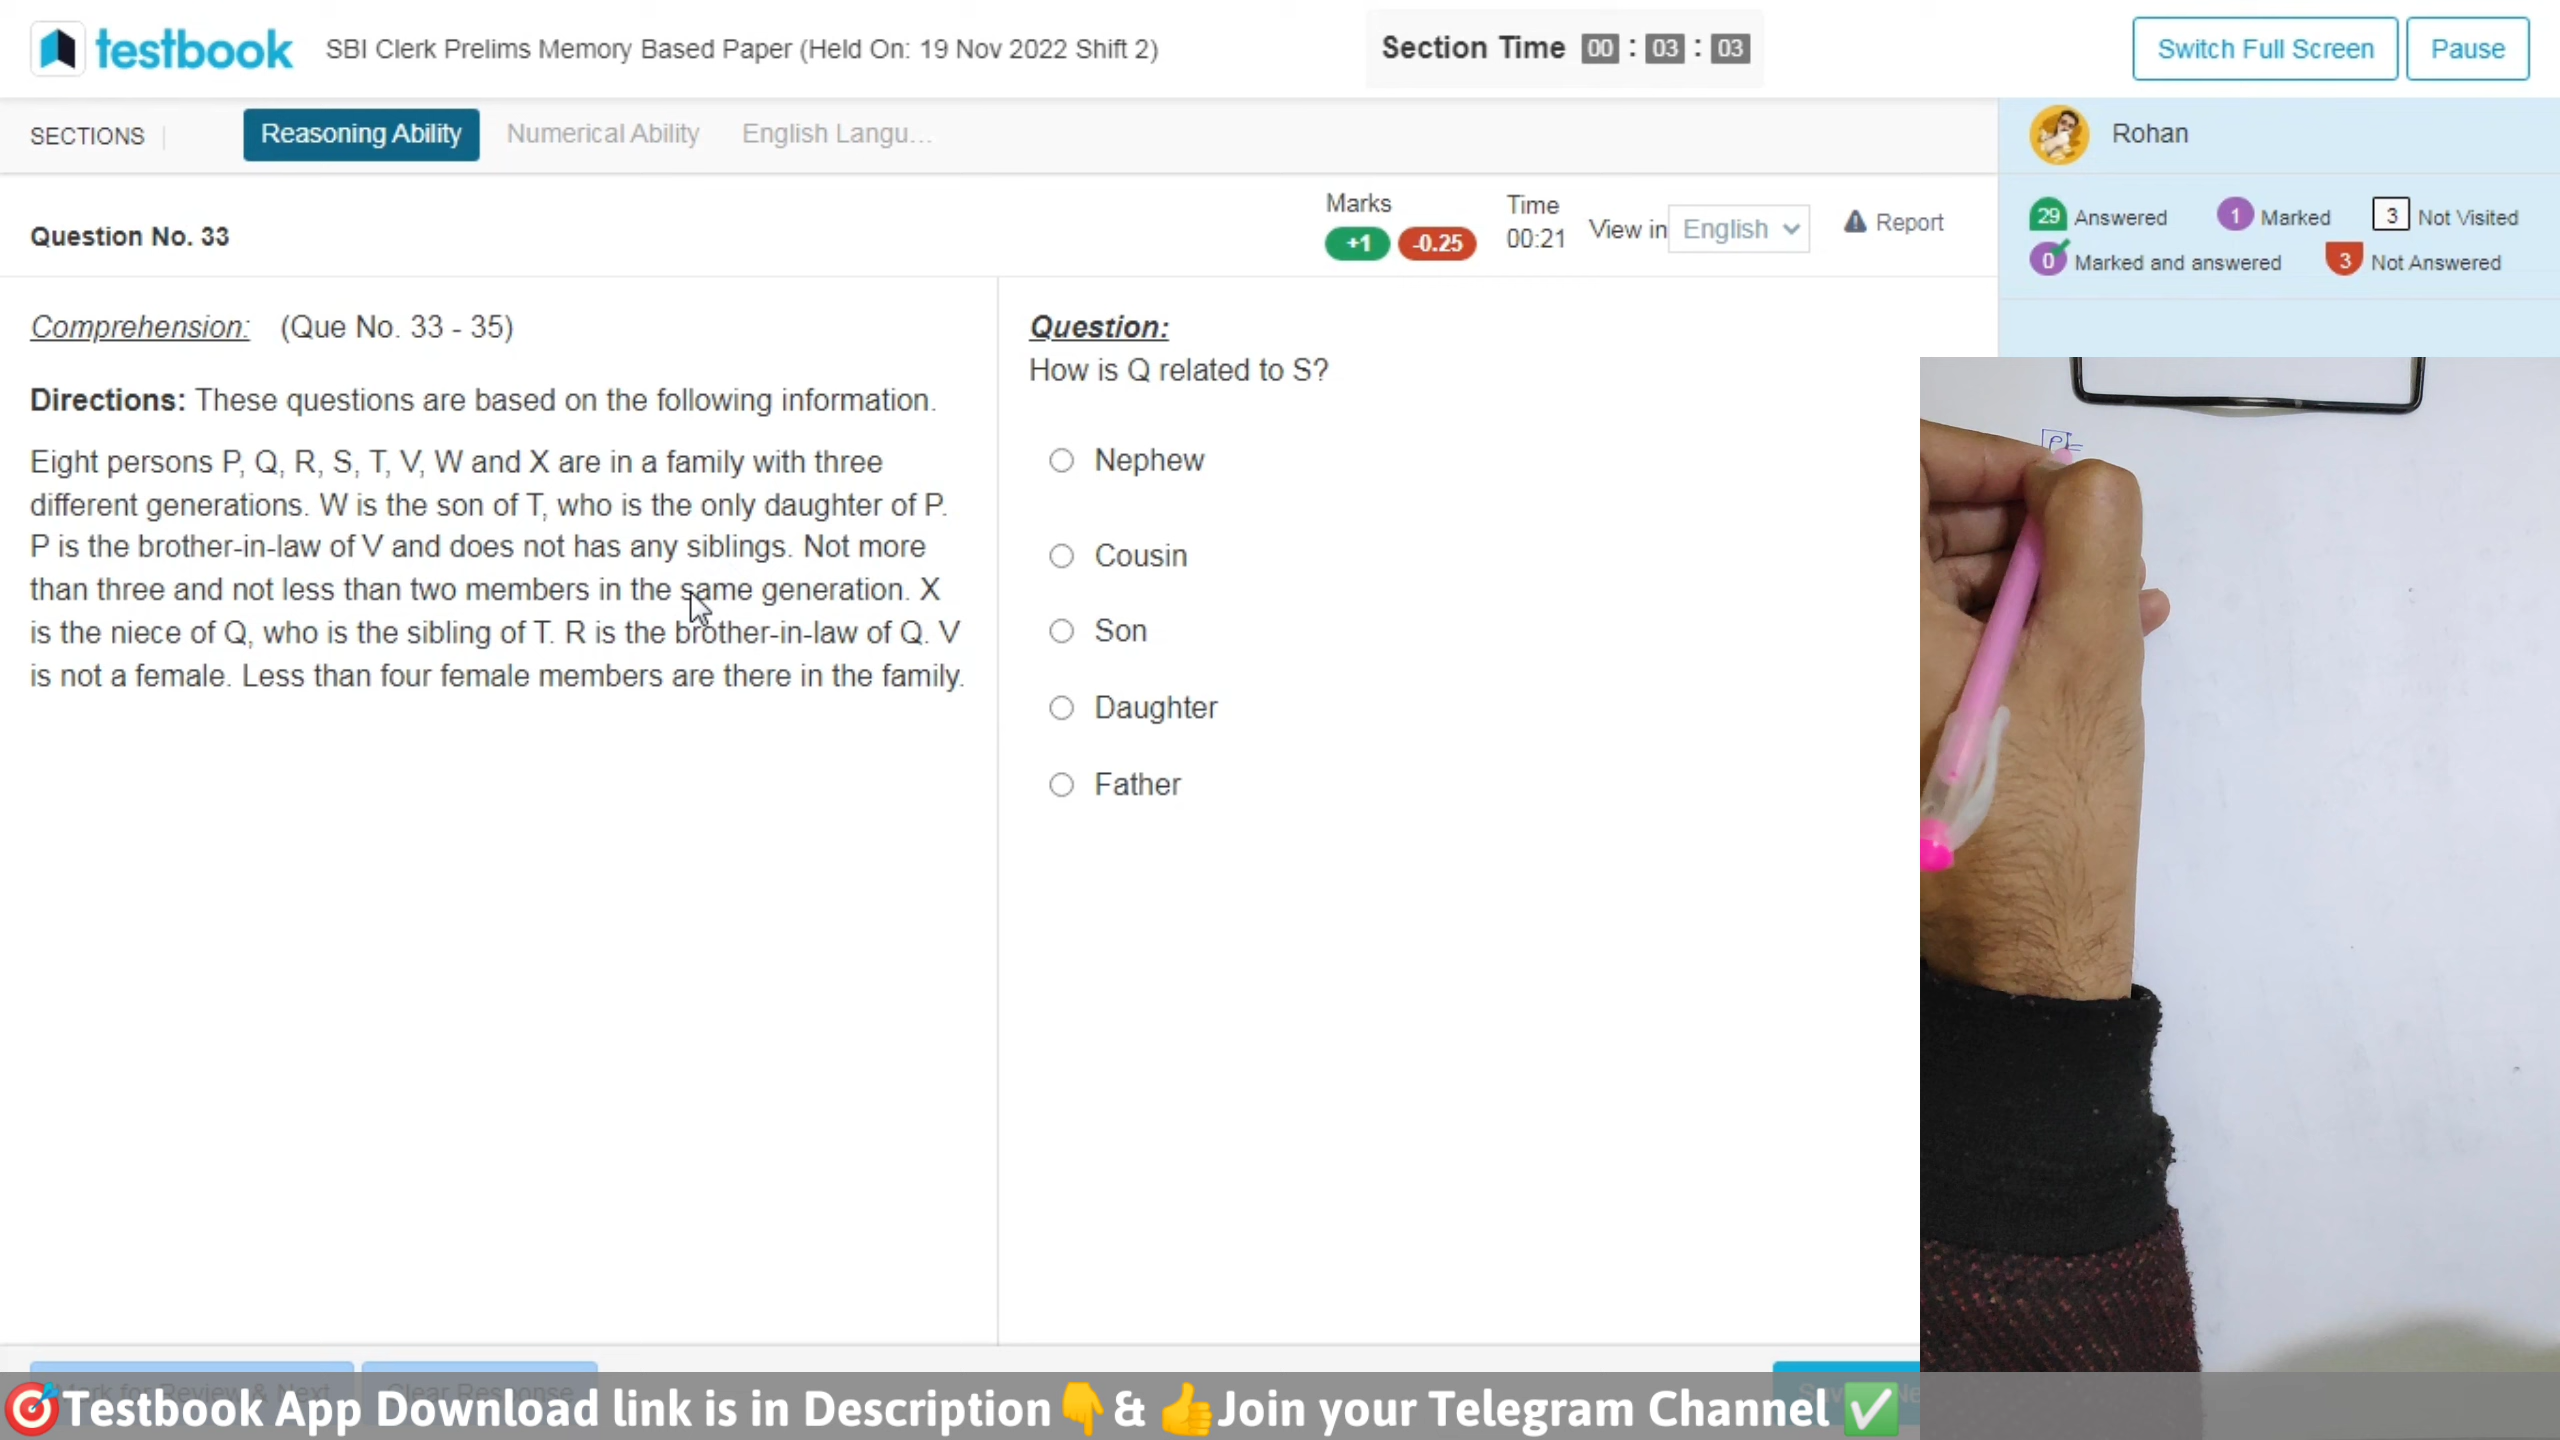 testbook SBI Clerk Prelims Memory Based Paper (Held On: 19 Nov 2022 Shift 2) Section Time 00 : 03 : 03 Switch Full Screen Pause
SECTIONS Reasoning Ability Numerical Ability English Langu... Rohan
Question No. 33
Marks
+1 -0.25
Time
00:21
View in English
Report
29 Answered 1 Marked 3 Not Visited
0 Marked and answered 3 Not Answered
Comprehension: (Que No. 33 - 35)
Directions: These questions are based on the following information.
Eight persons P, Q, R, S, T, V, W and X are in a family with three
different generations. W is the son of T, who is the only daughter of P.
P is the brother-in-law of V and does not has any siblings. Not more
than three and not less than two members in the same generation. X
is the niece of Q, who is the sibling of T. R is the brother-in-law of Q. V
is not a female. Less than four female members are there in the family.
Question:
How is Q related to S?
Nephew
Cousin
Son
Daughter
Father
P
Mark for Review & Next Clear Response
🎯Testbook App Download link is in Description👇& 👍Join your Telegram Channel ✅